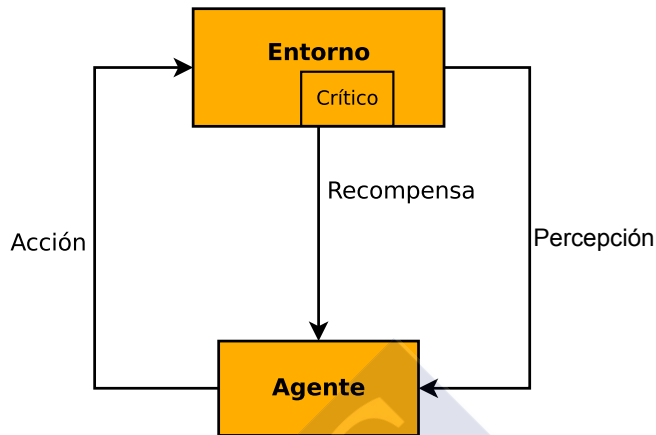 Entorno
Crítico
Recompensa
Acción
Percepción
Agente